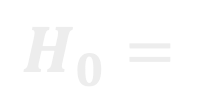 H₀ =